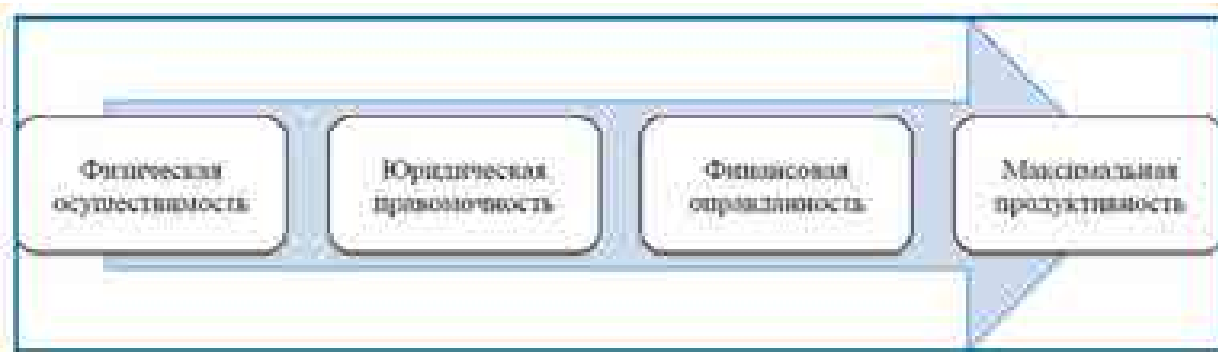 Физическая
осуществимость
Юридическая
правомочность
Финансовая
оправданность
Максимальная
продуктивность